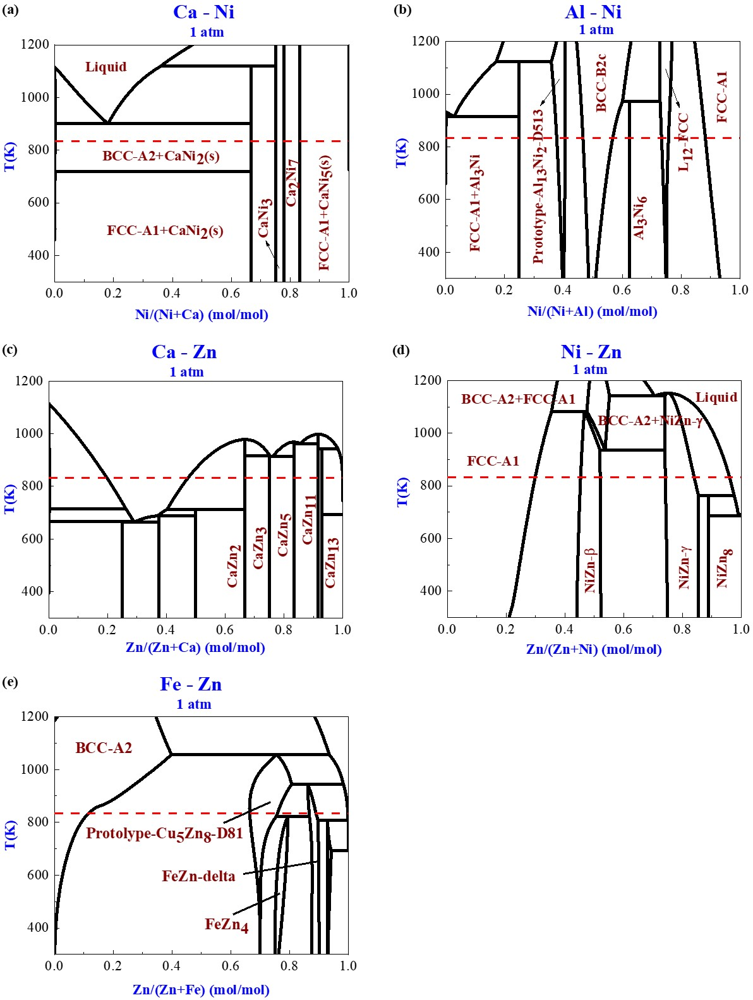 (a)
Ca - Ni
1 atm
1200
1000
800
600
400
T(K)
Liquid
BCC-A2+CaNi2(s)
FCC-A1+CaNi2(s)
CaNi3
Ca2Ni7
FCC-A1+CaNi5(s)
0.0 0.2 0.4 0.6 0.8 1.0
Ni/(Ni+Ca) (mol/mol)
(b)
Al - Ni
1 atm
1200
1000
800
600
400
T(K)
FCC-A1+Al3Ni
Prototype-Al13Ni2-D513
BCC-B2c
Al3Ni6
L12-FCC
FCC-A1
0.0 0.2 0.4 0.6 0.8 1.0
Ni/(Ni+Al) (mol/mol)
(c)
Ca - Zn
1 atm
1200
1000
800
600
400
T(K)
CaZn2
CaZn3
CaZn5
CaZn11
CaZn13
0.0 0.2 0.4 0.6 0.8 1.0
Zn/(Zn+Ca) (mol/mol)
(d)
Ni - Zn
1 atm
1200
1000
800
600
400
T(K)
BCC-A2+FCC-A1
Liquid
BCC-A2+NiZn-γ
FCC-A1
NiZn-β
NiZn-γ
NiZn8
0.0 0.2 0.4 0.6 0.8 1.0
Zn/(Zn+Ni) (mol/mol)
(e)
Fe - Zn
1 atm
1200
1000
800
600
400
T(K)
BCC-A2
Protolype-Cu5Zn8-D81
FeZn-delta
FeZn4
0.0 0.2 0.4 0.6 0.8 1.0
Zn/(Zn+Fe) (mol/mol)